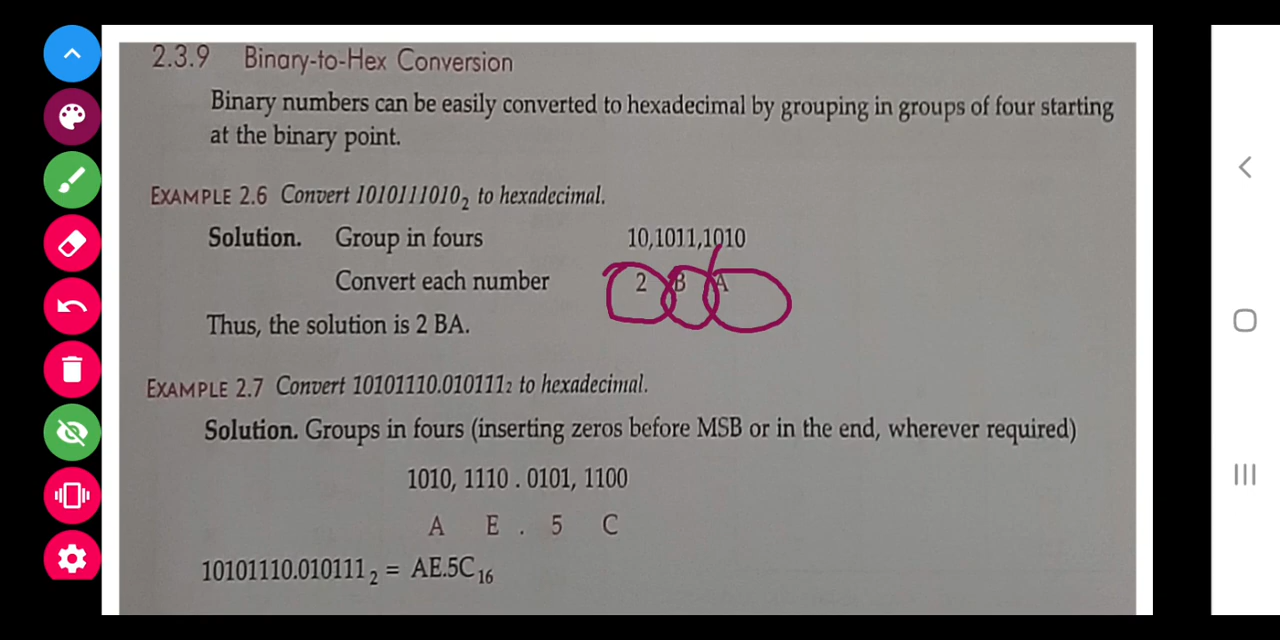 2.3.9 Binary-to-Hex Conversion
Binary numbers can be easily converted to hexadecimal by grouping in groups of four starting
at the binary point.
EXAMPLE 2.6 Convert 1010111010₂ to hexadecimal.
Solution. Group in fours 10,1011,1010
Convert each number 2 B A
Thus, the solution is 2 BA.
EXAMPLE 2.7 Convert 10101110.010111₂ to hexadecimal.
Solution. Groups in fours (inserting zeros before MSB or in the end, wherever required)
1010, 1110 . 0101, 1100
A E . 5 C
10101110.010111₂ = AE.5C₁₆